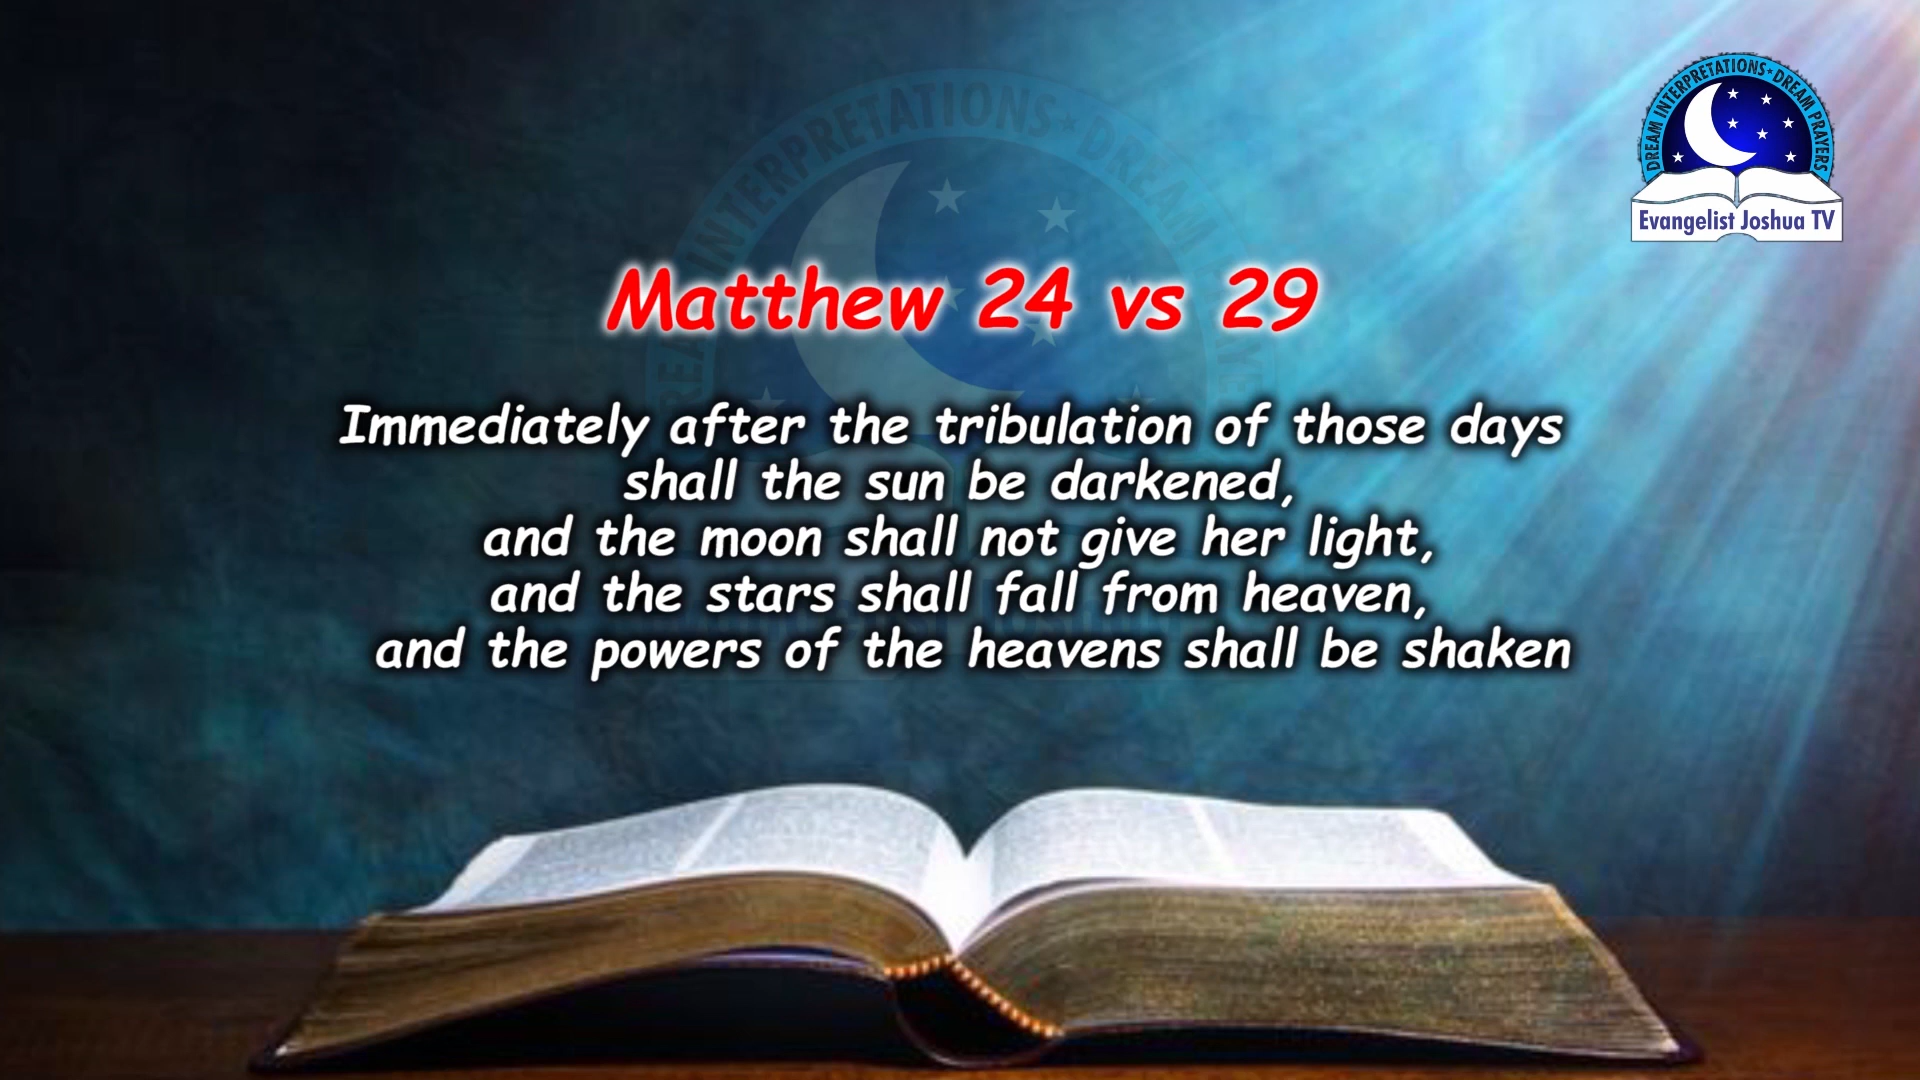 DREAM INTERPRETATIONS★DREAM PRAYERS
Evangelist Joshua TV
Matthew 24 vs 29
Immediately after the tribulation of those days
shall the sun be darkened,
and the moon shall not give her light,
and the stars shall fall from heaven,
and the powers of the heavens shall be shaken